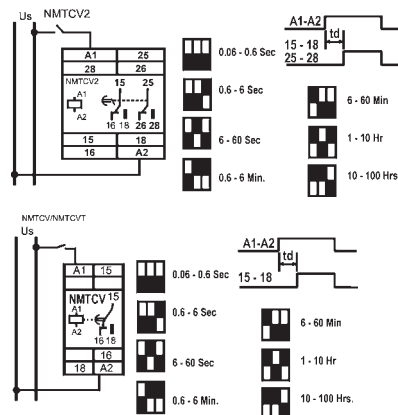 Us NMTCV2
A1 25
28 26
NMTCV2 15 25
A1
A2
16 18 26 28
15 18
16 A2
0.06 - 0.6 Sec
0.6 - 6 Sec
6 - 60 Sec
0.6 - 6 Min.
A1-A2
td
15 - 18
25 - 28
6 - 60 Min
1 - 10 Hr
10 - 100 Hrs
NMTCV/NMTCVT
Us
A1 15
NMTCV 15
A1
A2
16 18
16
18 A2
0.06 - 0.6 Sec
0.6 - 6 Sec
6 - 60 Sec
0.6 - 6 Min.
A1-A2
td
15 - 18
6 - 60 Min
1 - 10 Hr
10 - 100 Hrs.